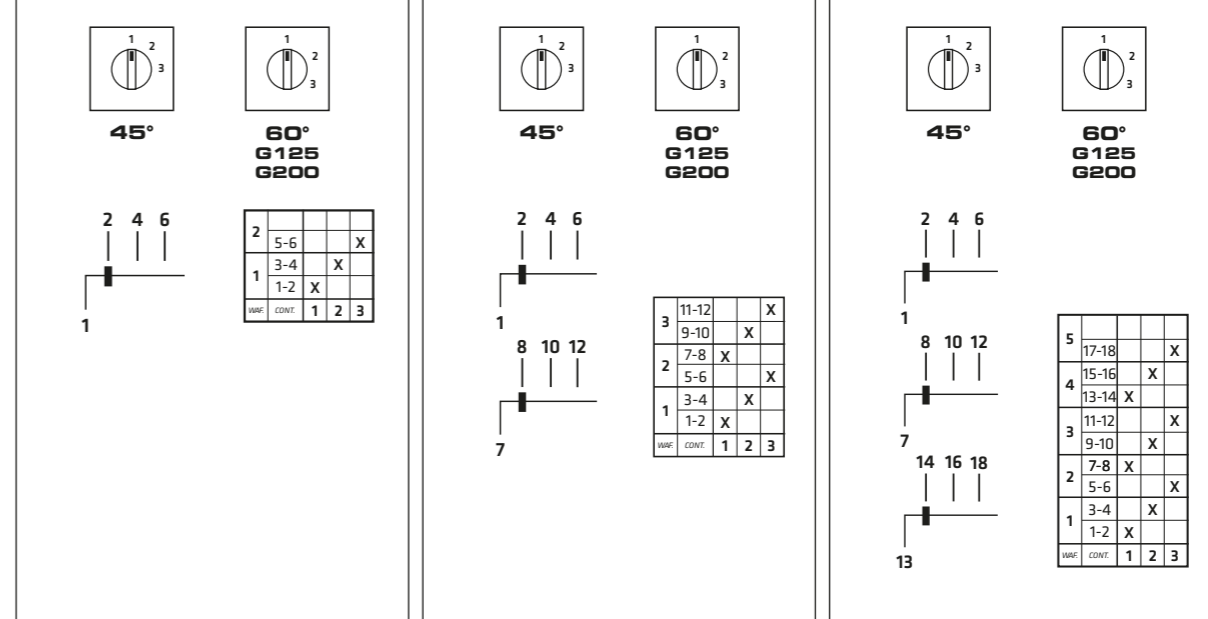 1
2
3
1
2
3
45°
60°
G125
G200
2 4 6
1
2
5-6 X
1
3-4 X
1-2 X
WAF. CONT. 1 2 3
1
2
3
1
2
3
45°
60°
G125
G200
2 4 6
1
8 10 12
7
3
11-12 X
9-10 X
2
7-8 X
5-6 X
1
3-4 X
1-2 X
WAF. CONT. 1 2 3
1
2
3
1
2
3
45°
60°
G125
G200
2 4 6
1
8 10 12
7
14 16 18
13
5
17-18 X
4
15-16 X
13-14 X
3
11-12 X
9-10 X
2
7-8 X
5-6 X
1
3-4 X
1-2 X
WAF. CONT. 1 2 3